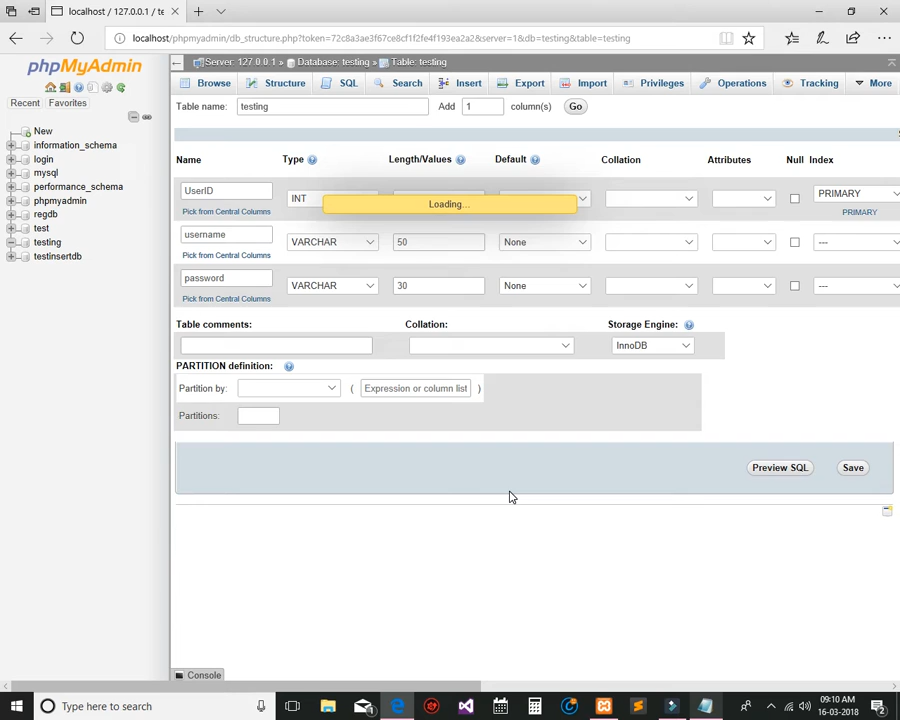 localhost / 127.0.0.1 / te
localhost/phpmyadmin/db_structure.php?token=72c8a3ae3f67ce8cf1f2fe4f193ea2a2&server=1&db=testing&table=testing
phpMyAdmin
Recent Favorites
New
information_schema
login
mysql
performance_schema
phpmyadmin
regdb
test
testing
testinsertdb
Server: 127.0.0.1 » Database: testing » Table: testing
Browse Structure SQL Search Insert Export Import Privileges Operations Tracking More
Table name: testing Add 1 column(s) Go
Name Type Length/Values Default Collation Attributes Null Index
UserID INT PRIMARY
Loading...
Pick from Central Columns PRIMARY
username VARCHAR 50 None ---
Pick from Central Columns
password VARCHAR 30 None ---
Pick from Central Columns
Table comments: Collation: Storage Engine:
InnoDB
PARTITION definition:
Partition by: ( Expression or column list )
Partitions:
Preview SQL Save
Console
Type here to search
09:10 AM
16-03-2018